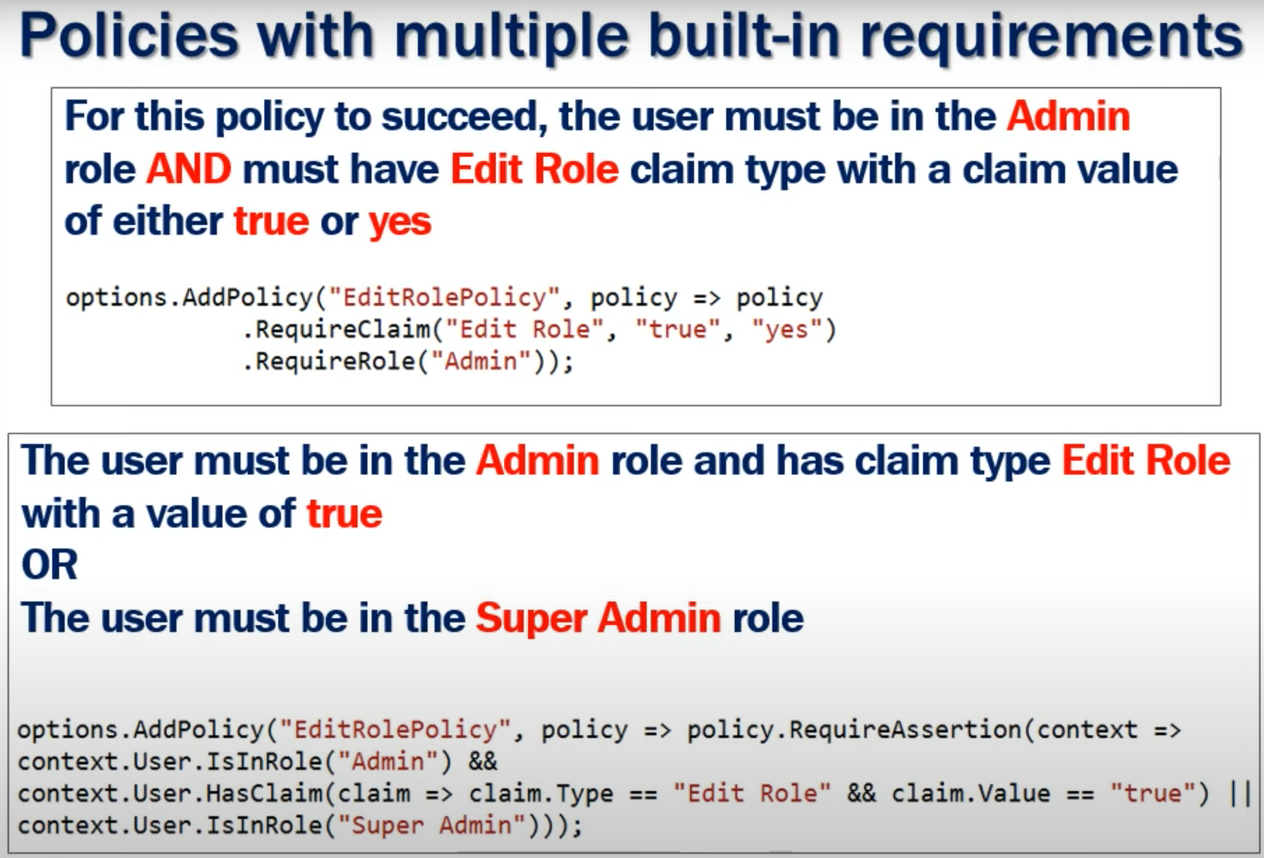 Policies with multiple built-in requirements
For this policy to succeed, the user must be in the Admin
role AND must have Edit Role claim type with a claim value
of either true or yes
options.AddPolicy("EditRolePolicy", policy => policy
.RequireClaim("Edit Role", "true", "yes")
.RequireRole("Admin"));
The user must be in the Admin role and has claim type Edit Role
with a value of true
OR
The user must be in the Super Admin role
options.AddPolicy("EditRolePolicy", policy => policy.RequireAssertion(context =>
context.User.IsInRole("Admin") &&
context.User.HasClaim(claim => claim.Type == "Edit Role" && claim.Value == "true") ||
context.User.IsInRole("Super Admin")));